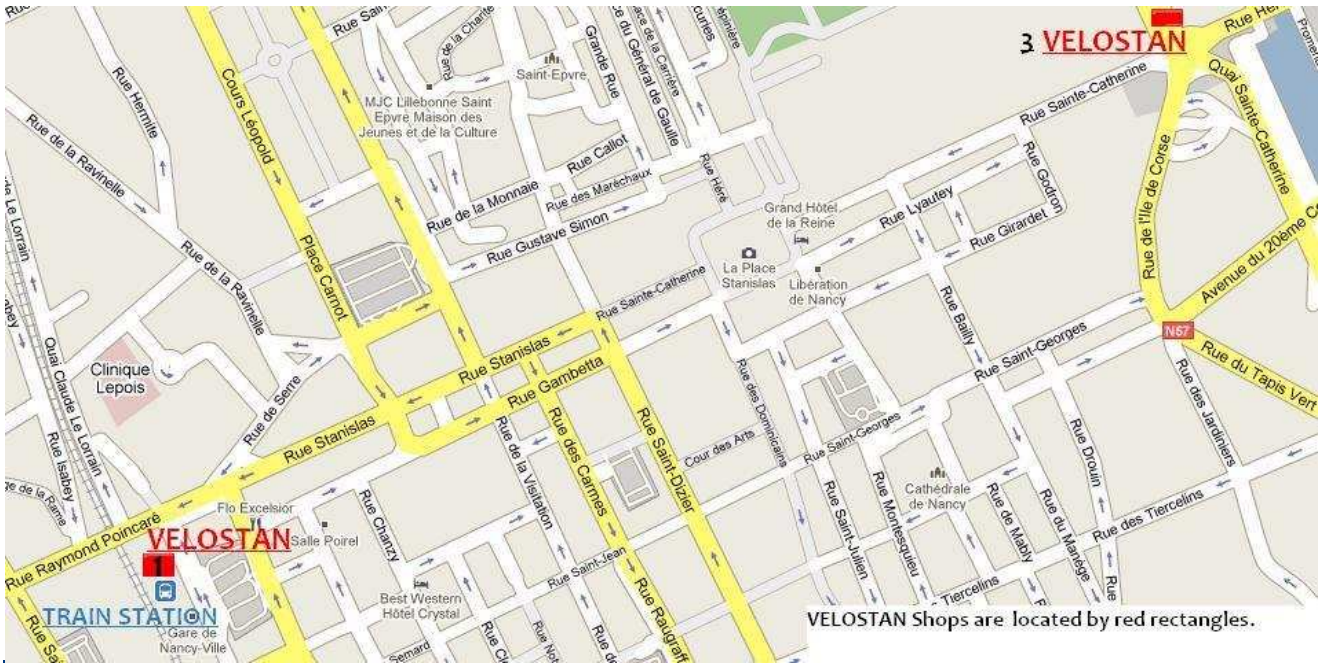 3 VELOSTAN
Rue de la Charité
Grande Rue
Saint-Epvre
MJC Lillebonne Saint
Epvre Maison des
Jeunes et de la Culture
Cours Léopold
Rue Hermite
Rue de la Ravinelle
Rue de la Ravinelle
Rue Callot
Rue de la Monnaie
Rue des Maréchaux
Rue Gustave Simon
Rue Héré
Rue Sainte-Catherine
Quai Sainte-Catherine
Rue Godron
Rue Lyautey
Rue Girardet
Grand Hôtel
de la Reine
La Place
Stanislas
Libération
de Nancy
Rue de l'Ile de Corse
Place Carnot
Rue Sainte-Catherine
Rue Bailly
N57
Rue du Tapis Vert
Rue Saint-Georges
Rue des Jardiniers
Clinique
Lepois
Quai Claude Le Lorrain
Rue Isabey
Rue de Serre
Rue Stanislas
Rue Stanislas
Rue Gambetta
Rue des Dominicains
Cour des Arts
Rue Saint-Georges
Rue Saint-Dizier
Rue des Carmes
Rue de la Visitation
Rue Drouin
Cathédrale
de Nancy
Rue des Tiercelins
Rue Raymond Poincaré
Flo Excelsior
Salle Poirel
Rue Chanzy
Rue Saint-Jean
Rue Saint-Julien
Rue Montesquieu
Rue de Mably
Rue du Manège
Tiercelins
VELOSTAN
1
TRAIN STATION
Gare de
Nancy-Ville
Best Western
Hôtel Crystal
Rue Raugraff
VELOSTAN Shops are located by red rectangles.